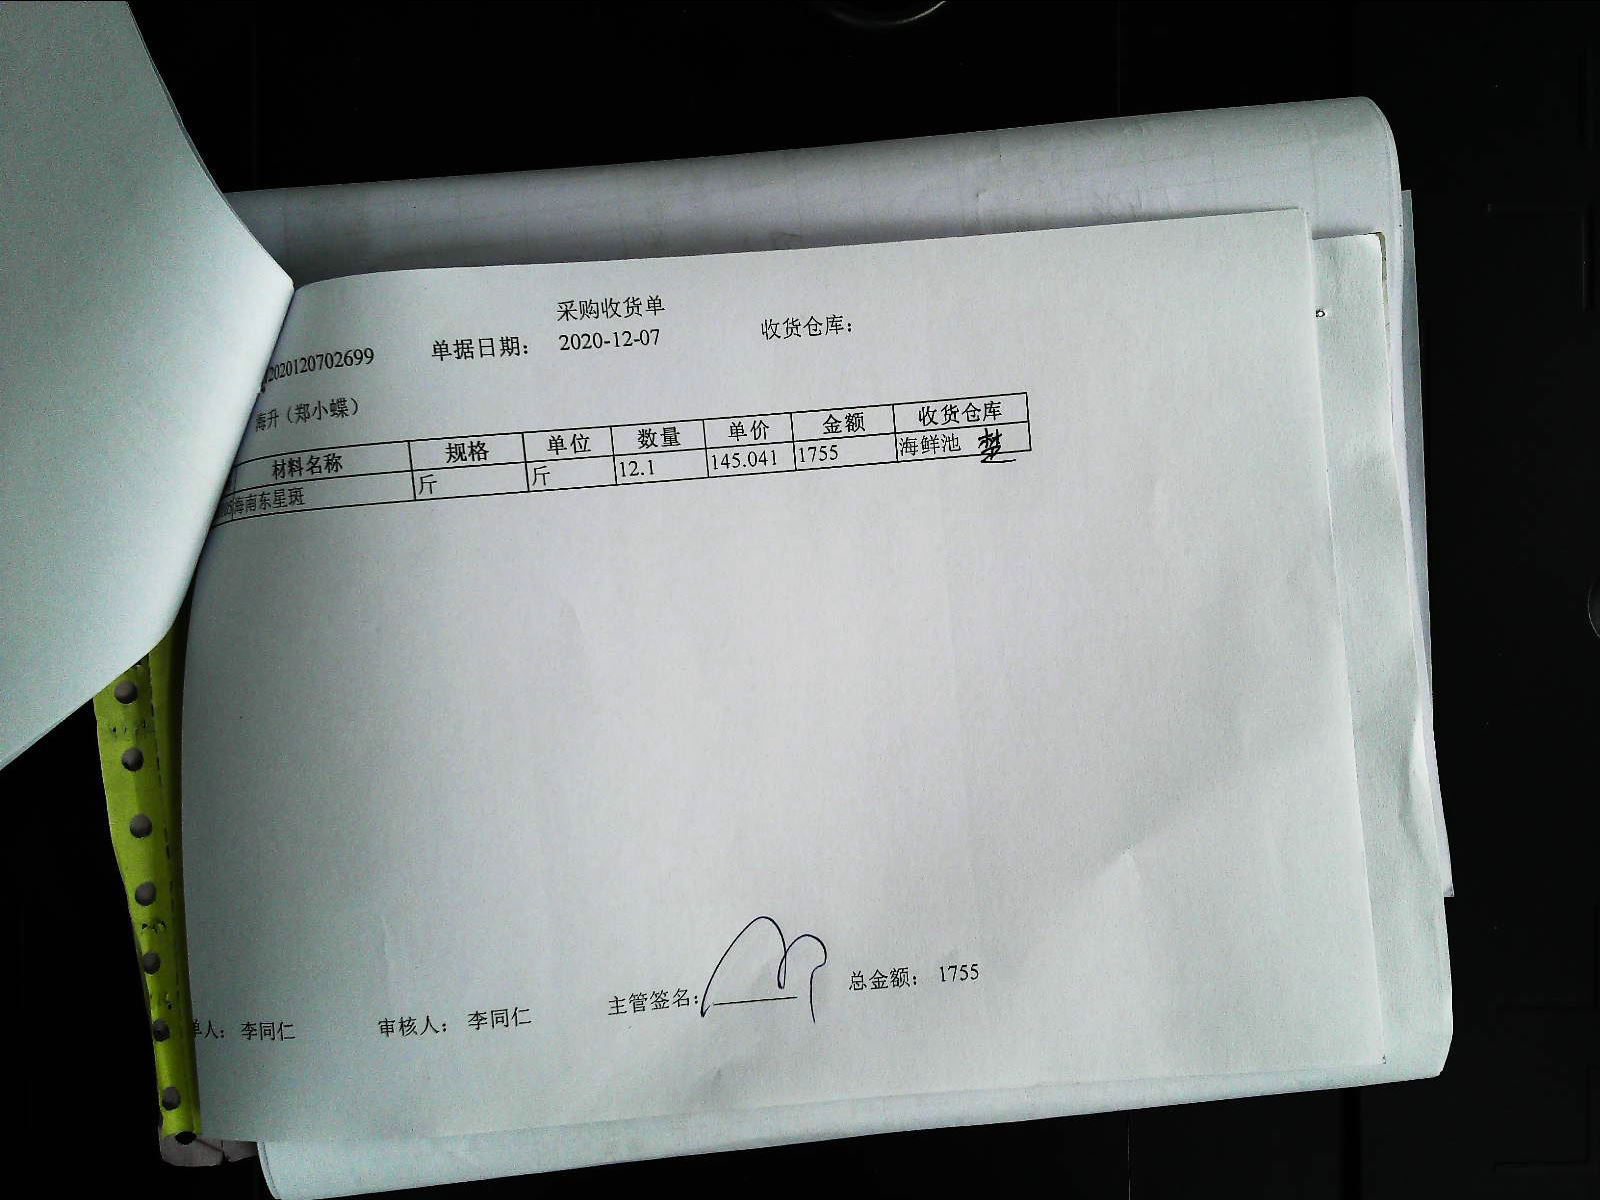 采购收货单
2020120702699 单据日期： 2020-12-07 收货仓库：
海升（郑小蝶）
材料名称 规格 单位 数量 单价 金额 收货仓库
海南东星斑 斤 斤 12.1 145.041 1755 海鲜池
单人： 李同仁 审核人： 李同仁 主管签名： 总金额： 1755